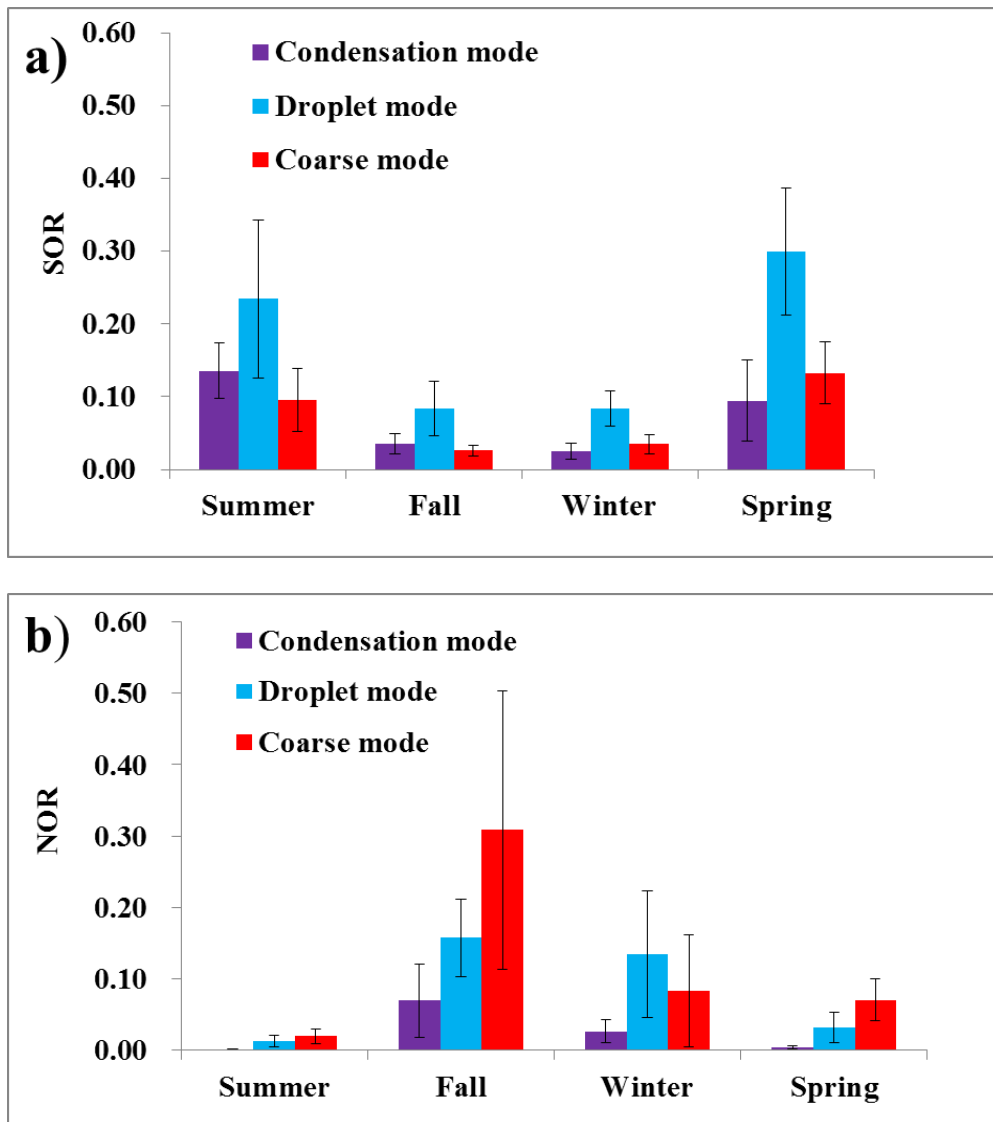 a)
0.60
0.50
0.40
0.30
0.20
0.10
0.00
SOR
Condensation mode
Droplet mode
Coarse mode
Summer Fall Winter Spring
b)
0.60
0.50
0.40
0.30
0.20
0.10
0.00
NOR
Condensation mode
Droplet mode
Coarse mode
Summer Fall Winter Spring